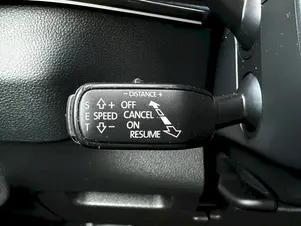 − DISTANCE +
S ⇧+ OFF
E SPEED CANCEL
T ⇩− ON
RESUME